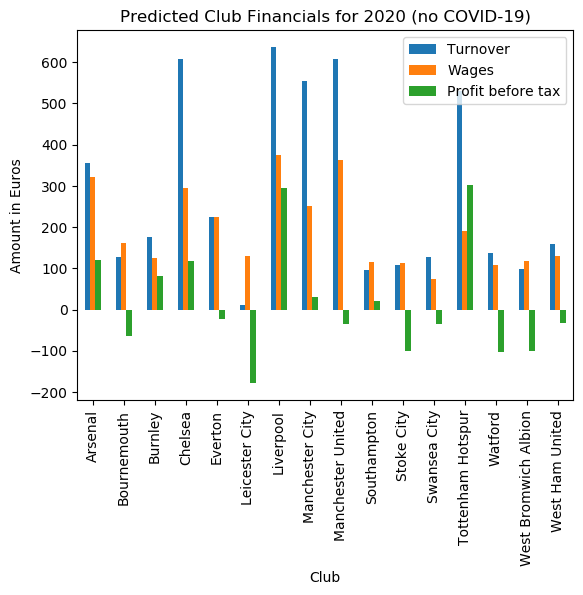 Predicted Club Financials for 2020 (no COVID-19)
Turnover
Wages
Profit before tax
Amount in Euros
600
500
400
300
200
100
0
−100
−200
Arsenal
Bournemouth
Burnley
Chelsea
Everton
Leicester City
Liverpool
Manchester City
Manchester United
Southampton
Stoke City
Swansea City
Tottenham Hotspur
Watford
West Bromwich Albion
West Ham United
Club